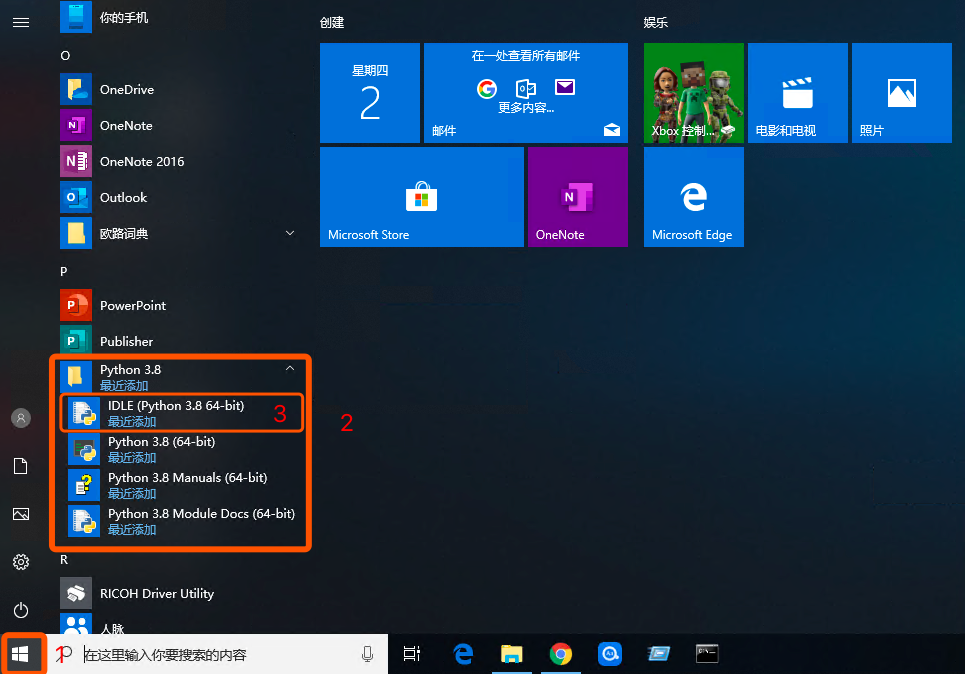 你的手机
O
OneDrive
OneNote
OneNote 2016
Outlook
欧路词典
P
PowerPoint
Publisher
Python 3.8
最近添加
IDLE (Python 3.8 64-bit)
最近添加
3
2
Python 3.8 (64-bit)
最近添加
Python 3.8 Manuals (64-bit)
最近添加
Python 3.8 Module Docs (64-bit)
最近添加
R
RICOH Driver Utility
人脉
创建
星期四
2
在一处查看所有邮件
更多内容...
邮件
Microsoft Store
OneNote
娱乐
Xbox 控制...
电影和电视
照片
Microsoft Edge
1
在这里输入你要搜索的内容